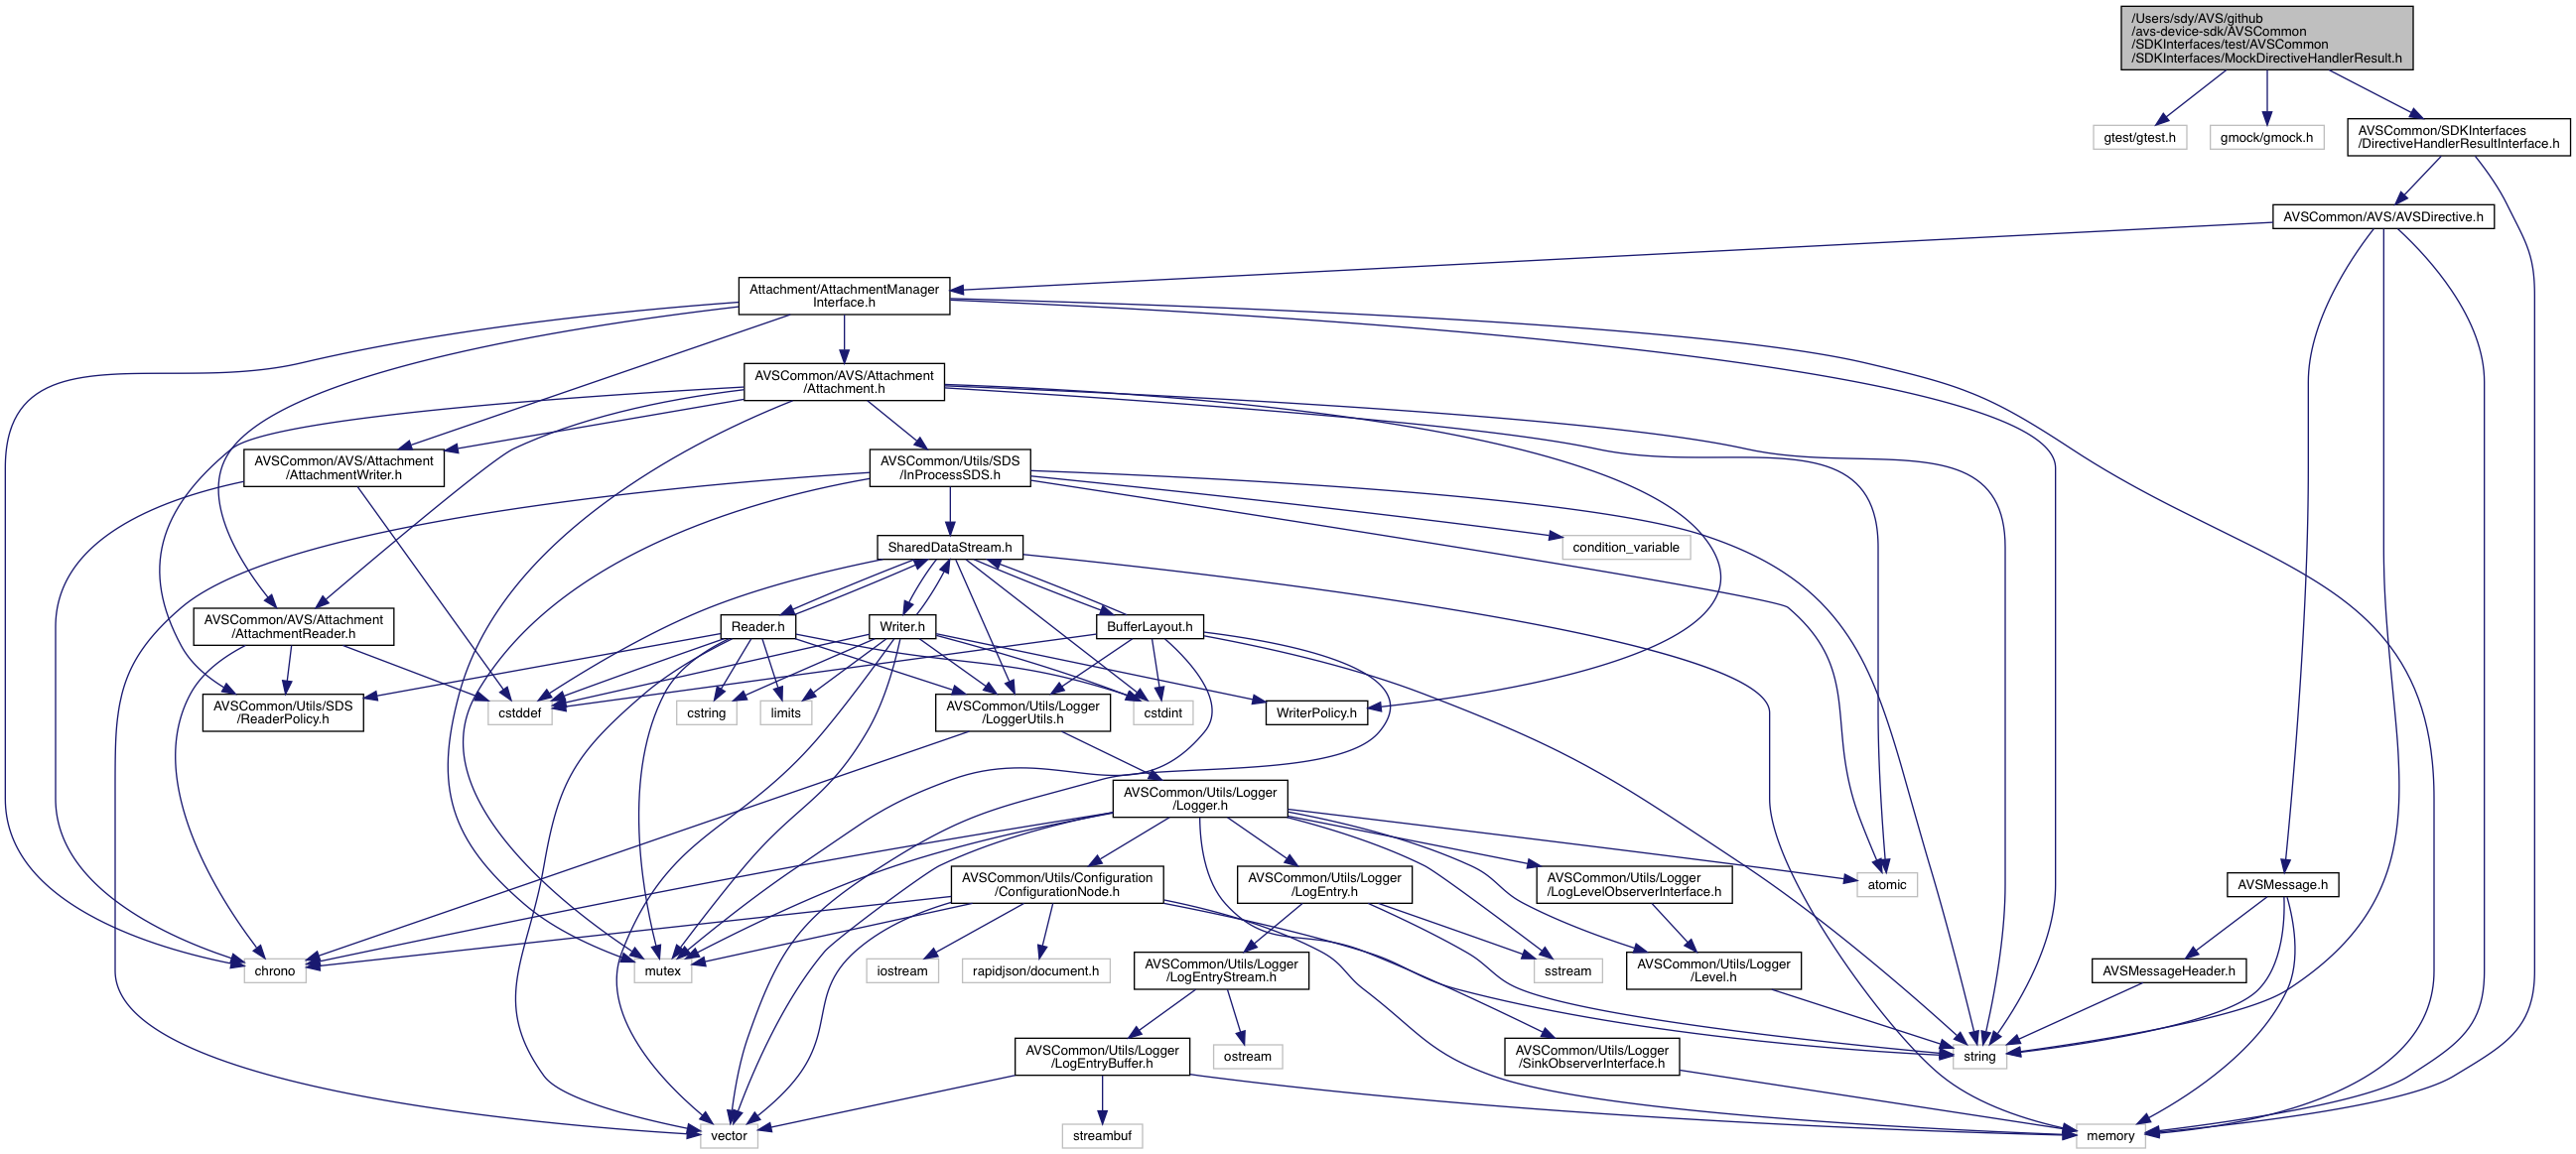 /Users/sdy/AVS/github
/avs-device-sdk/AVSCommon
/SDKInterfaces/test/AVSCommon
/SDKInterfaces/MockDirectiveHandlerResult.h
gtest/gtest.h
gmock/gmock.h
AVSCommon/SDKInterfaces
/DirectiveHandlerResultInterface.h
AVSCommon/AVS/AVSDirective.h
Attachment/AttachmentManager
Interface.h
AVSCommon/AVS/Attachment
/Attachment.h
AVSCommon/AVS/Attachment
/AttachmentWriter.h
AVSCommon/Utils/SDS
/InProcessSDS.h
SharedDataStream.h
condition_variable
AVSCommon/AVS/Attachment
/AttachmentReader.h
Reader.h
Writer.h
BufferLayout.h
AVSCommon/Utils/SDS
/ReaderPolicy.h
cstddef
cstring
limits
AVSCommon/Utils/Logger
/LoggerUtils.h
cstdint
WriterPolicy.h
AVSCommon/Utils/Logger
/Logger.h
AVSCommon/Utils/Configuration
/ConfigurationNode.h
AVSCommon/Utils/Logger
/LogEntry.h
AVSCommon/Utils/Logger
/LogLevelObserverInterface.h
atomic
AVSMessage.h
chrono
mutex
iostream
rapidjson/document.h
AVSCommon/Utils/Logger
/LogEntryStream.h
sstream
AVSCommon/Utils/Logger
/Level.h
AVSMessageHeader.h
AVSCommon/Utils/Logger
/LogEntryBuffer.h
ostream
AVSCommon/Utils/Logger
/SinkObserverInterface.h
string
vector
streambuf
memory